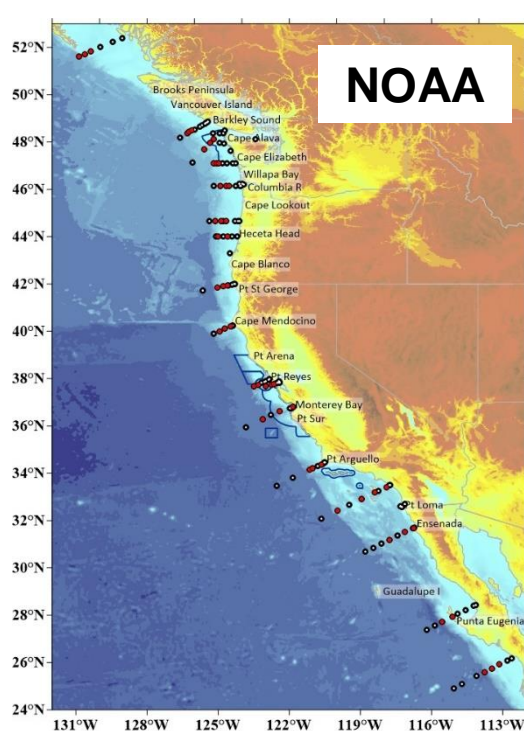 NOAA
52°N
50°N
48°N
46°N
44°N
42°N
40°N
38°N
36°N
34°N
32°N
30°N
28°N
26°N
24°N
Brooks Peninsula
Vancouver Island
Barkley Sound
Cape Alava
Cape Elizabeth
Willapa Bay
Columbia R
Cape Lookout
Heceta Head
Cape Blanco
Pt St George
Cape Mendocino
Pt Arena
Pt Reyes
Monterey Bay
Pt Sur
Pt Arguello
Pt Loma
Ensenada
Guadalupe I
Punta Eugenia
131°W 128°W 125°W 122°W 119°W 116°W 113°W